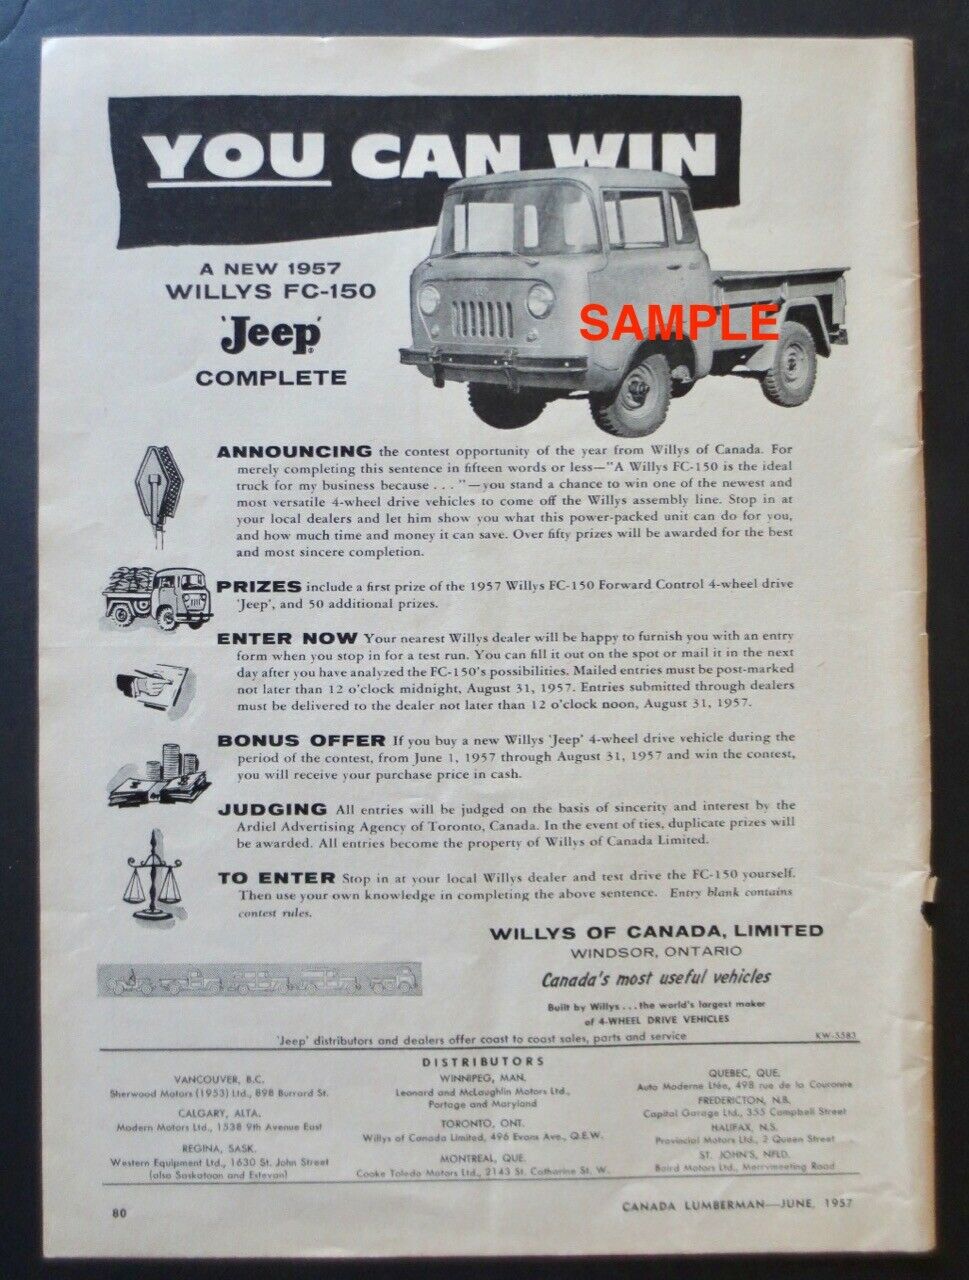 YOU CAN WIN
A NEW 1957
WILLYS FC-150
'Jeep'
COMPLETE
SAMPLE
ANNOUNCING the contest opportunity of the year from Willys of Canada. For
merely completing this sentence in fifteen words or less—"A Willys FC-150 is the ideal
truck for my business because . . . "—you stand a chance to win one of the newest and
most versatile 4-wheel drive vehicles to come off the Willys assembly line. Stop in at
your local dealers and let him show you what this power-packed unit can do for you,
and how much time and money it can save. Over fifty prizes will be awarded for the best
and most sincere completion.
PRIZES include a first prize of the 1957 Willys FC-150 Forward Control 4-wheel drive
'Jeep', and 50 additional prizes.
ENTER NOW Your nearest Willys dealer will be happy to furnish you with an entry
form when you stop in for a test run. You can fill it out on the spot or mail it in the next
day after you have analyzed the FC-150's possibilities. Mailed entries must be post-marked
not later than 12 o'clock midnight, August 31, 1957. Entries submitted through dealers
must be delivered to the dealer not later than 12 o'clock noon, August 31, 1957.
BONUS OFFER If you buy a new Willys 'Jeep' 4-wheel drive vehicle during the
period of the contest, from June 1, 1957 through August 31, 1957 and win the contest,
you will receive your purchase price in cash.
JUDGING All entries will be judged on the basis of sincerity and interest by the
Ardiel Advertising Agency of Toronto, Canada. In the event of ties, duplicate prizes will
be awarded. All entries become the property of Willys of Canada Limited.
TO ENTER Stop in at your local Willys dealer and test drive the FC-150 yourself.
Then use your own knowledge in completing the above sentence. Entry blank contains
contest rules.
WILLYS OF CANADA, LIMITED
WINDSOR, ONTARIO
Canada's most useful vehicles
Built by Willys...the world's largest maker
of 4-WHEEL DRIVE VEHICLES
'Jeep' distributors and dealers offer coast to coast sales, parts and service
KW-5583
DISTRIBUTORS
VANCOUVER, B.C.
Sherwood Motors (1953) Ltd., 898 Burrard St.
CALGARY, ALTA.
Modern Motors Ltd., 1538 9th Avenue East
REGINA, SASK.
Western Equipment Ltd., 1630 St. John Street
(also Saskatoon and Estevan)
WINNIPEG, MAN.
Leonard and McLaughlin Motors Ltd.,
Portage and Maryland
TORONTO, ONT.
Willys of Canada Limited, 496 Evans Ave., Q.E.W.
MONTREAL, QUE.
Cooke Toledo Motors Ltd., 2143 St. Catharine St. W.
QUEBEC, QUE.
Auto Moderne Ltée, 498 rue de la Couronne
FREDERICTON, N.B.
Capital Garage Ltd., 355 Campbell Street
HALIFAX, N.S.
Provincial Motors Ltd., 2 Queen Street
ST. JOHN'S, NFLD.
Baird Motors Ltd., Merrymeeting Road
80
CANADA LUMBERMAN—JUNE, 1957